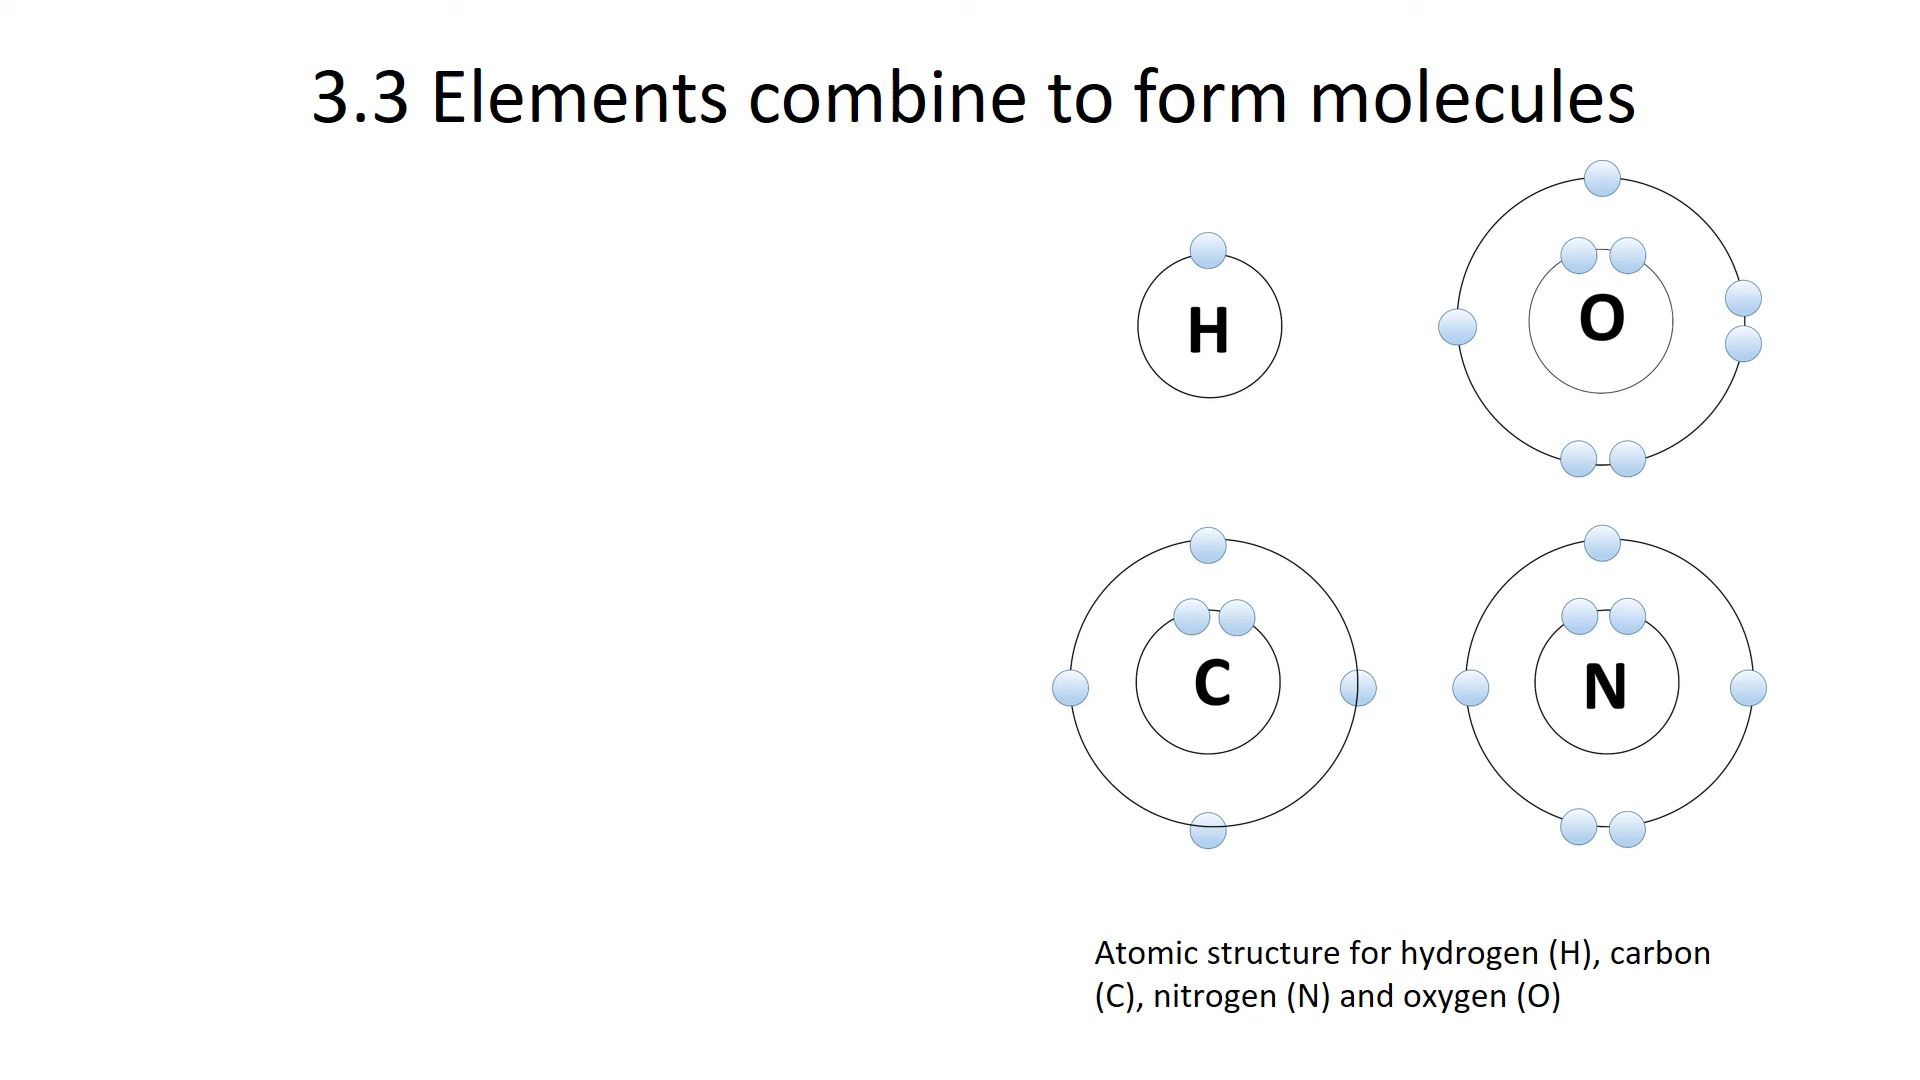 3.3 Elements combine to form molecules
H
O
C
N
Atomic structure for hydrogen (H), carbon
(C), nitrogen (N) and oxygen (O)